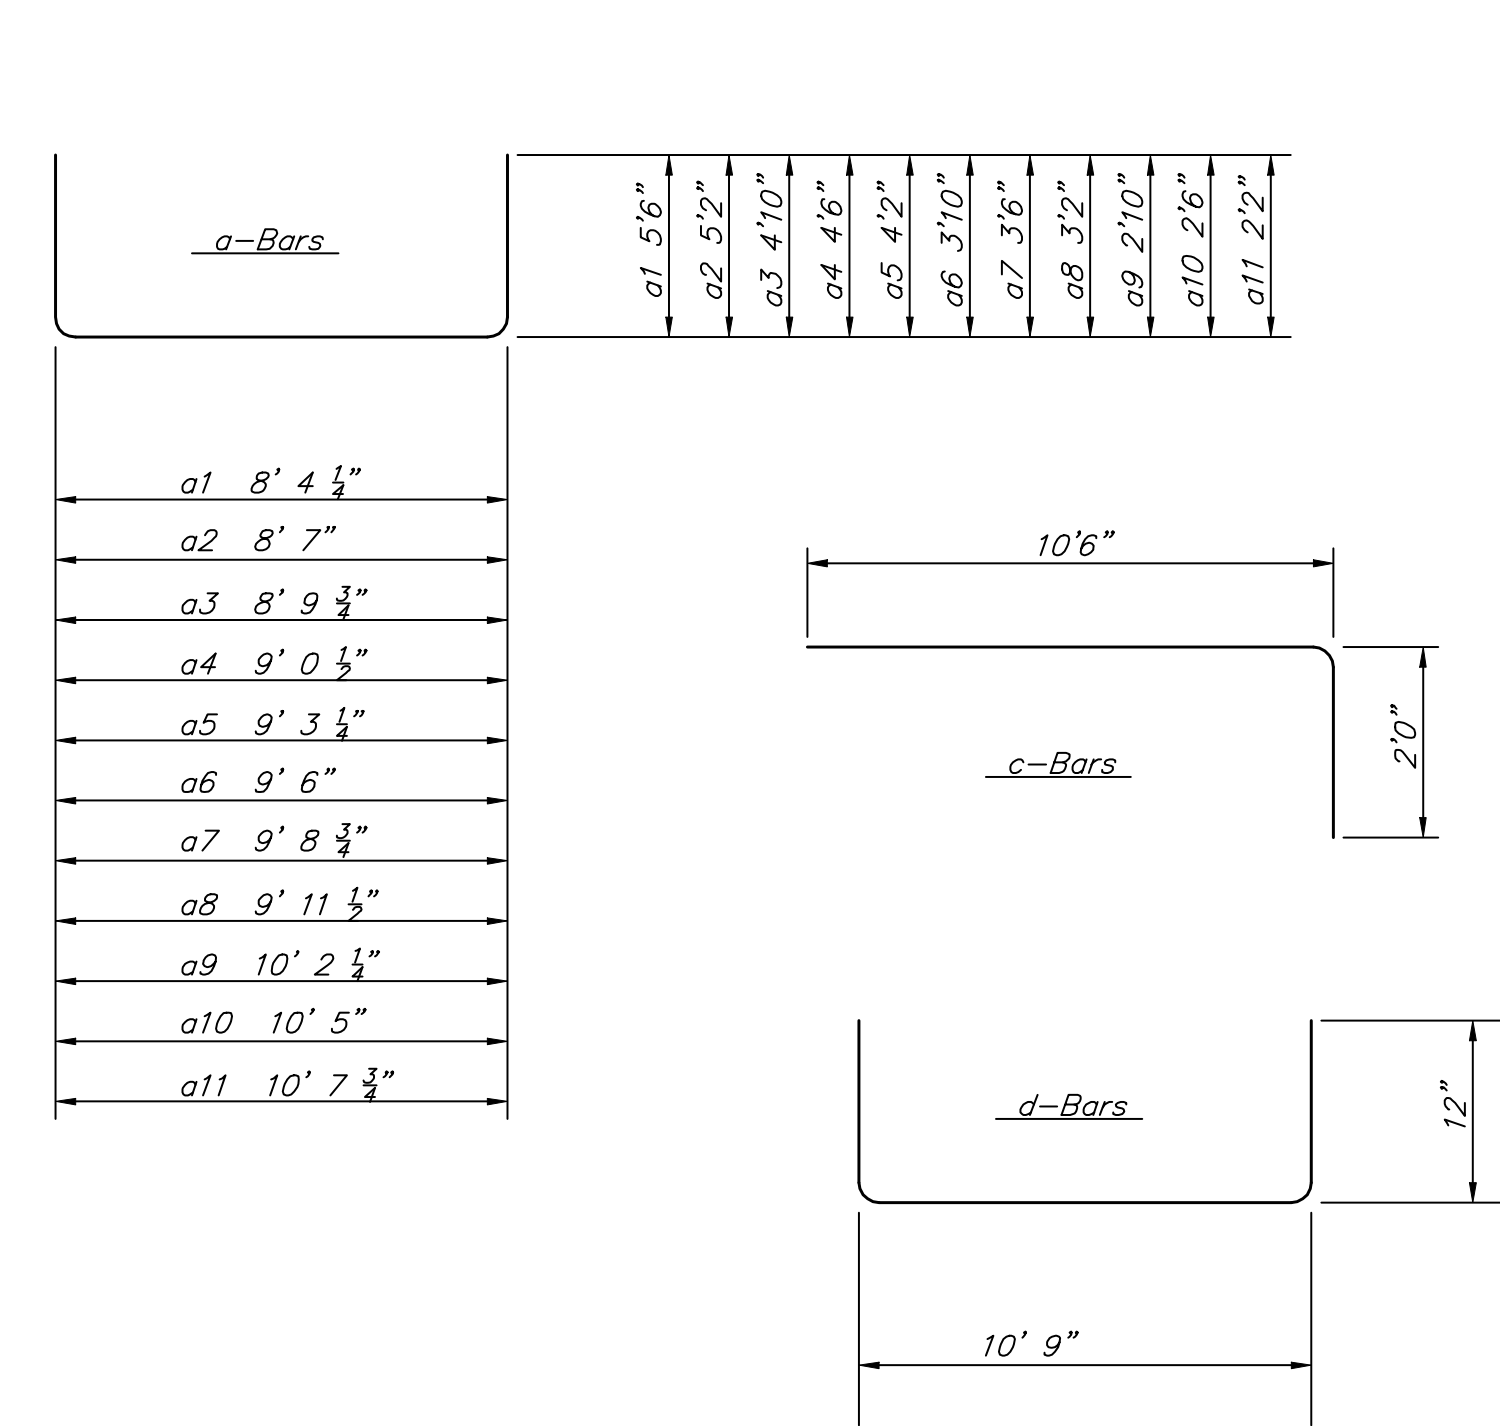 a-Bars
a1 5'6"
a2 5'2"
a3 4'10"
a4 4'6"
a5 4'2"
a6 3'10"
a7 3'6"
a8 3'2"
a9 2'10"
a10 2'6"
a11 2'2"
a1 8' 4 1/4"
a2 8' 7"
a3 8' 9 3/4"
a4 9' 0 1/2"
a5 9' 3 1/4"
a6 9' 6"
a7 9' 8 3/4"
a8 9' 11 1/2"
a9 10' 2 1/4"
a10 10' 5"
a11 10' 7 3/4"
10'6"
2'0"
c-Bars
d-Bars
12"
10' 9"